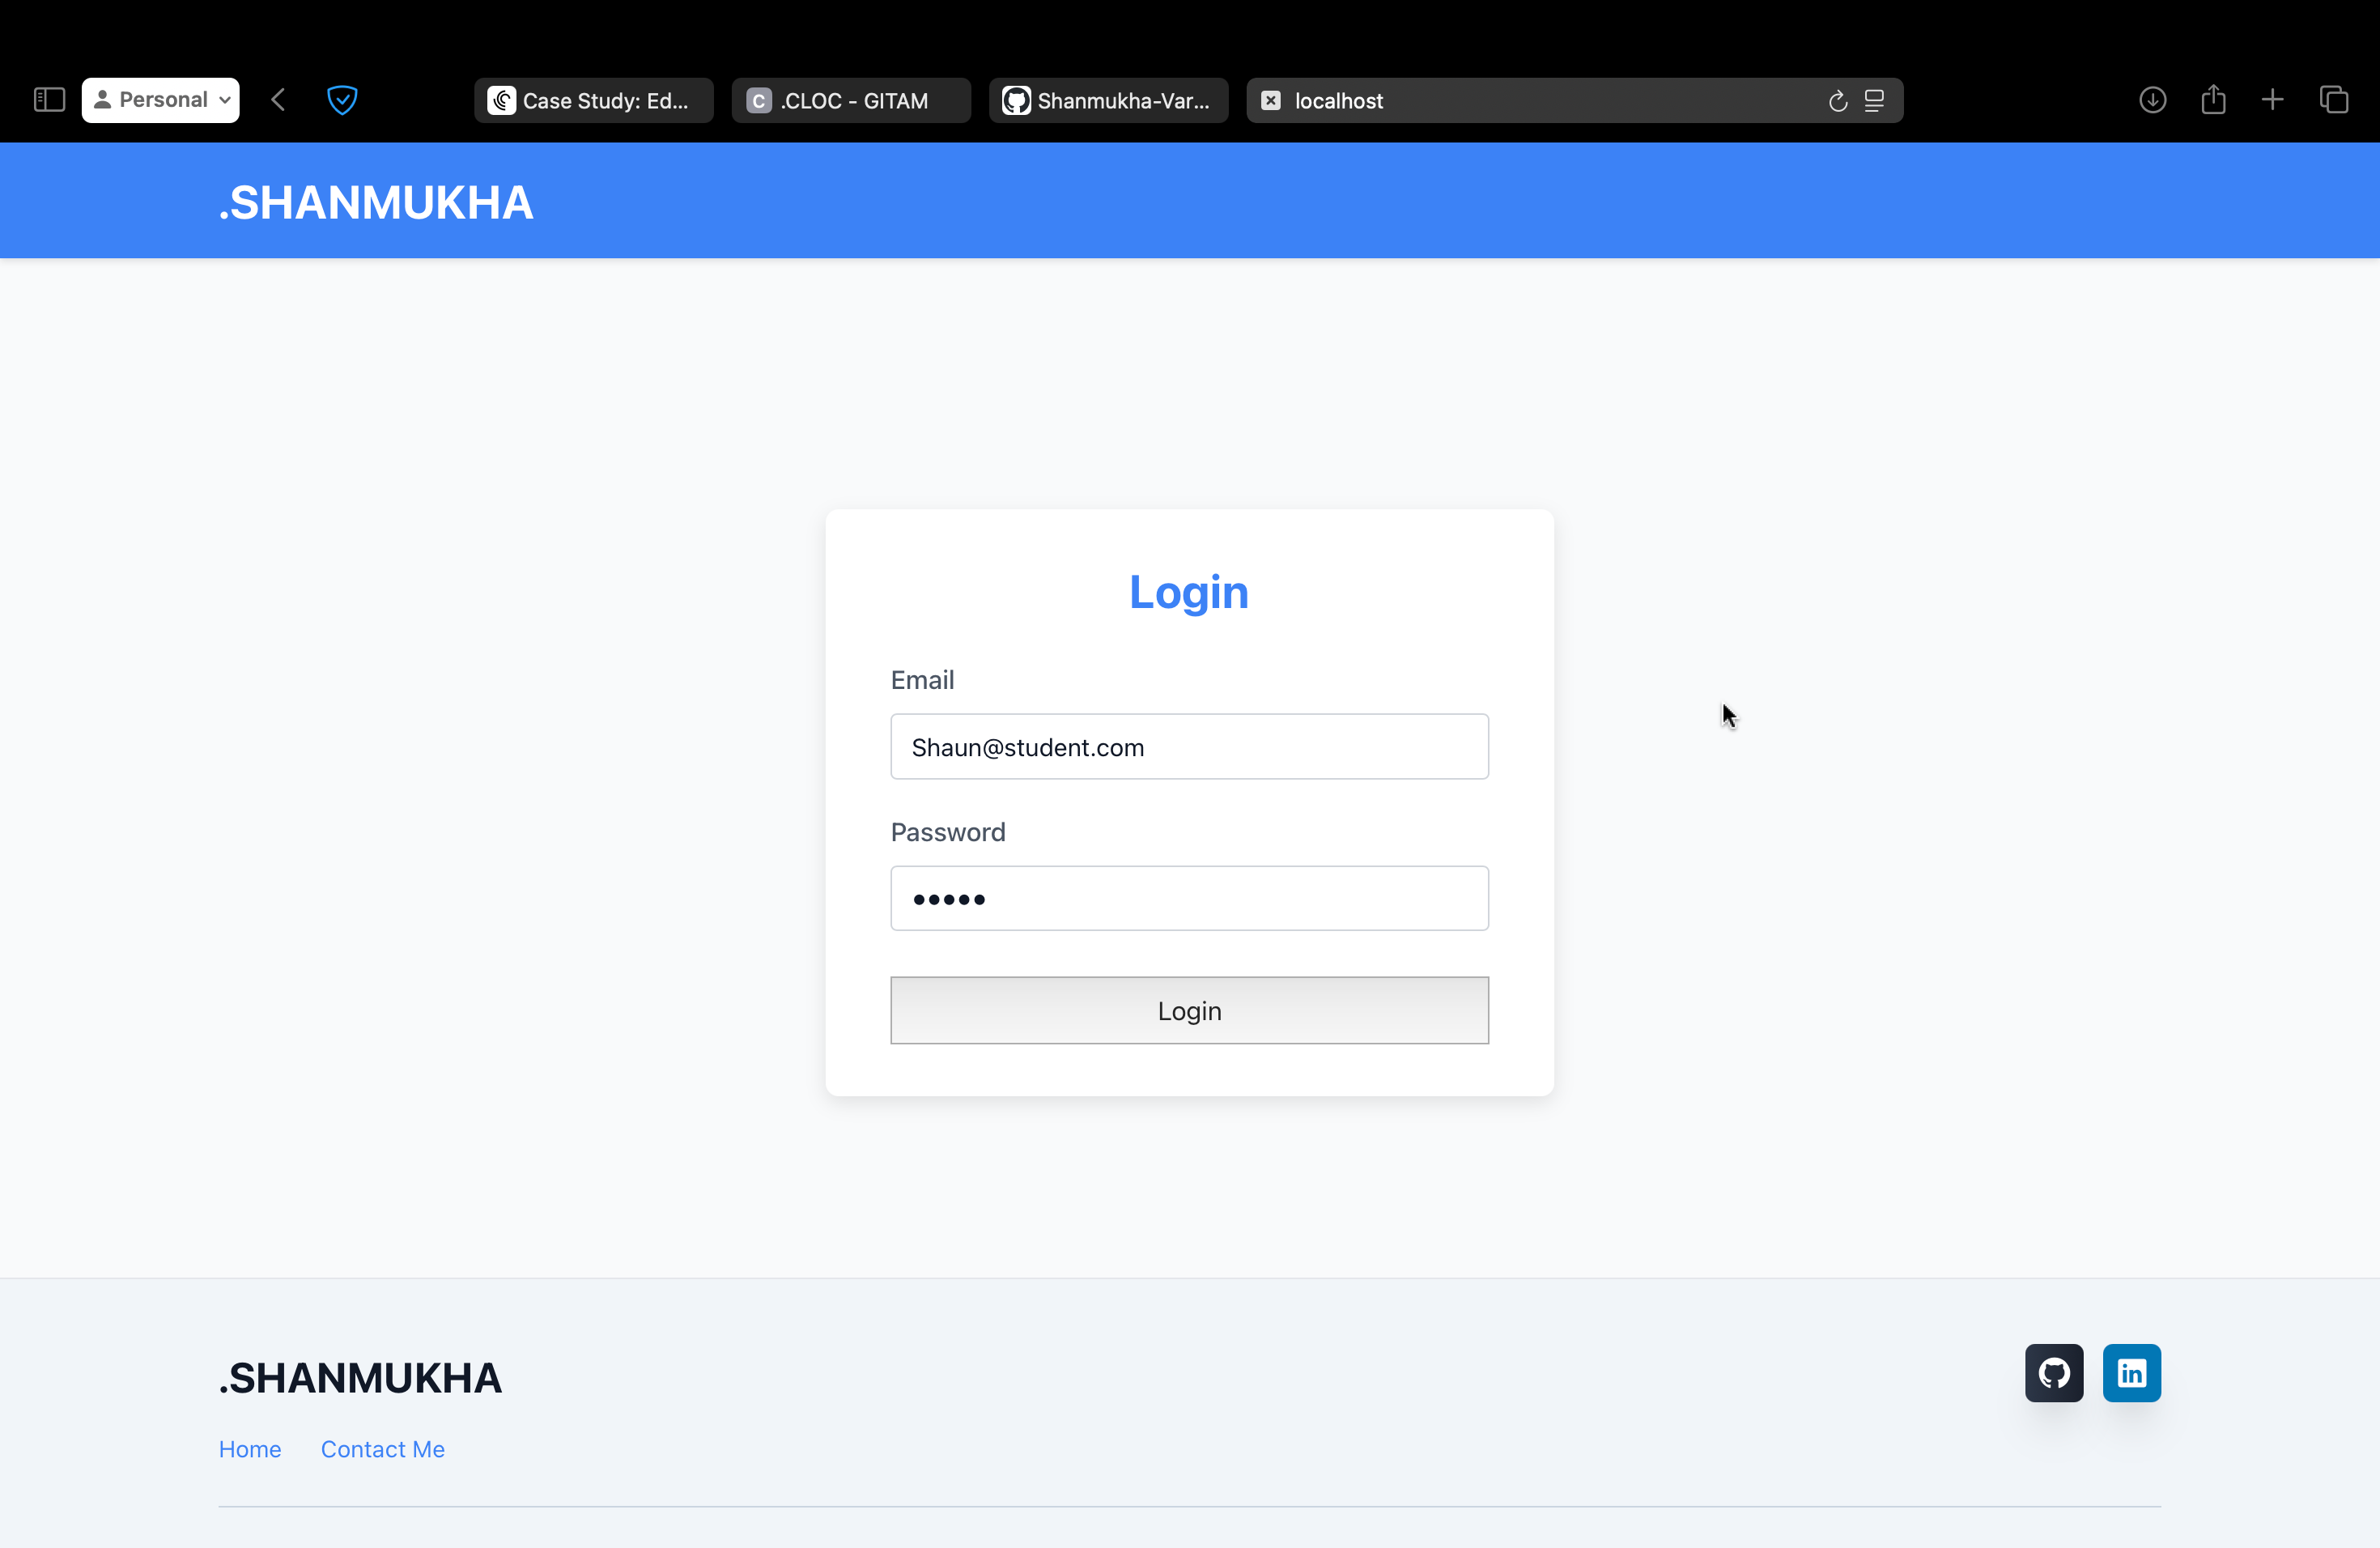 Personal
Case Study: Ed...
C .CLOC - GITAM
Shanmukha-Var...
localhost
.SHANMUKHA
Login
Email
Shaun@student.com
Password
•••••
Login
.SHANMUKHA
in
Home Contact Me